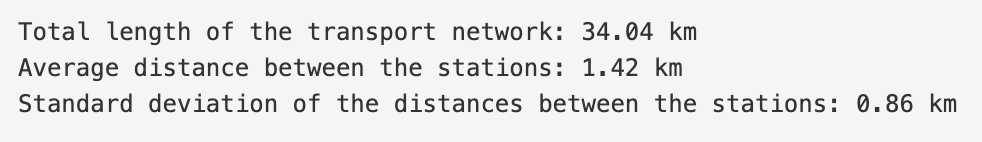 Total length of the transport network: 34.04 km
Average distance between the stations: 1.42 km
Standard deviation of the distances between the stations: 0.86 km